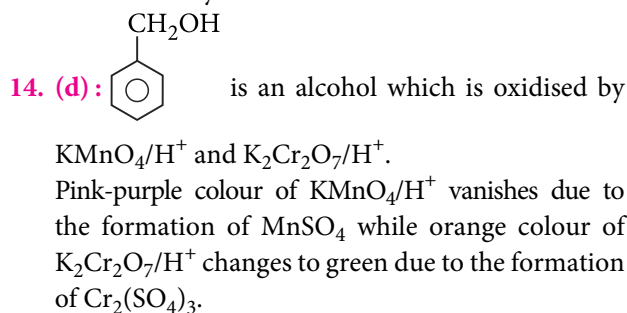 CH₂OH
14. (d) : is an alcohol which is oxidised by
KMnO₄/H⁺ and K₂Cr₂O₇/H⁺.
Pink-purple colour of KMnO₄/H⁺ vanishes due to
the formation of MnSO₄ while orange colour of
K₂Cr₂O₇/H⁺ changes to green due to the formation
of Cr₂(SO₄)₃.